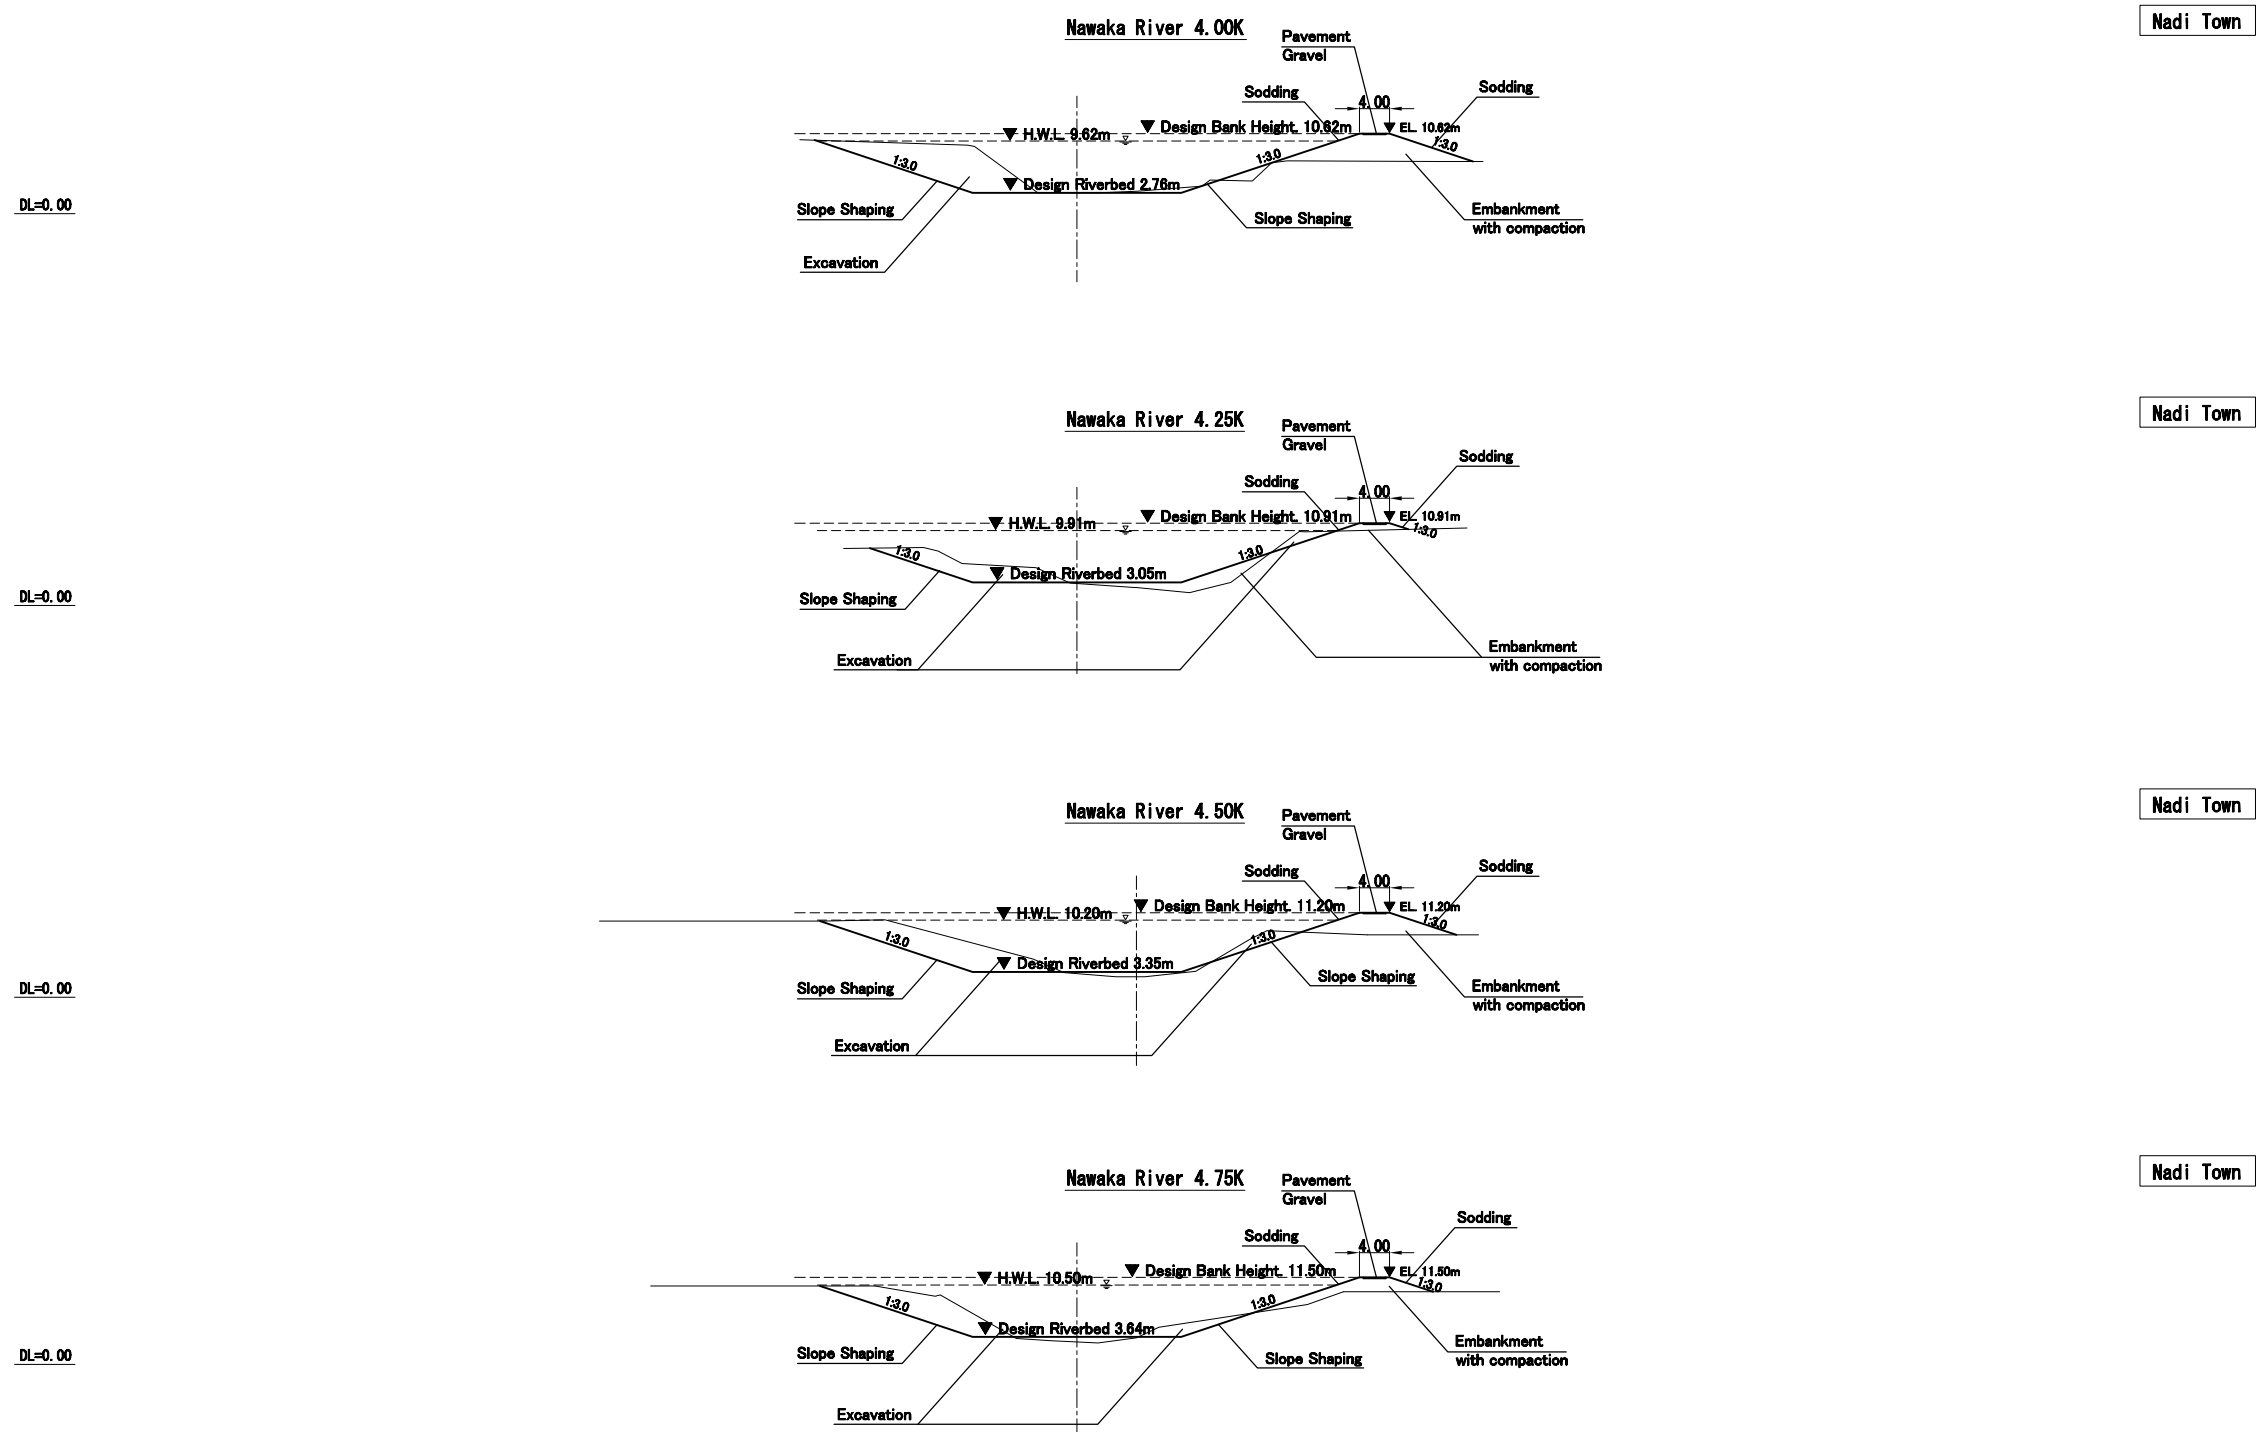 Nawaka River 4.00K
Nadi Town
Pavement
Gravel
Sodding
Sodding
4.00
H.W.L. 9.62m
Design Bank Height. 10.62m
EL. 10.62m
1:3.0
1:3.0
1:3.0
Design Riverbed 2.76m
DL=0.00
Slope Shaping
Slope Shaping
Embankment
with compaction
Excavation
Nawaka River 4.25K
Nadi Town
Pavement
Gravel
Sodding
Sodding
4.00
H.W.L. 9.91m
Design Bank Height. 10.91m
EL. 10.91m
1:3.0
1:3.0
1:3.0
Design Riverbed 3.05m
DL=0.00
Slope Shaping
Excavation
Embankment
with compaction
Nawaka River 4.50K
Nadi Town
Pavement
Gravel
Sodding
Sodding
4.00
H.W.L. 10.20m
Design Bank Height. 11.20m
EL. 11.20m
1:3.0
1:3.0
1:3.0
Design Riverbed 3.35m
DL=0.00
Slope Shaping
Slope Shaping
Embankment
with compaction
Excavation
Nawaka River 4.75K
Nadi Town
Pavement
Gravel
Sodding
Sodding
4.00
H.W.L. 10.50m
Design Bank Height. 11.50m
EL. 11.50m
1:3.0
1:3.0
1:3.0
Design Riverbed 3.64m
DL=0.00
Slope Shaping
Slope Shaping
Embankment
with compaction
Excavation